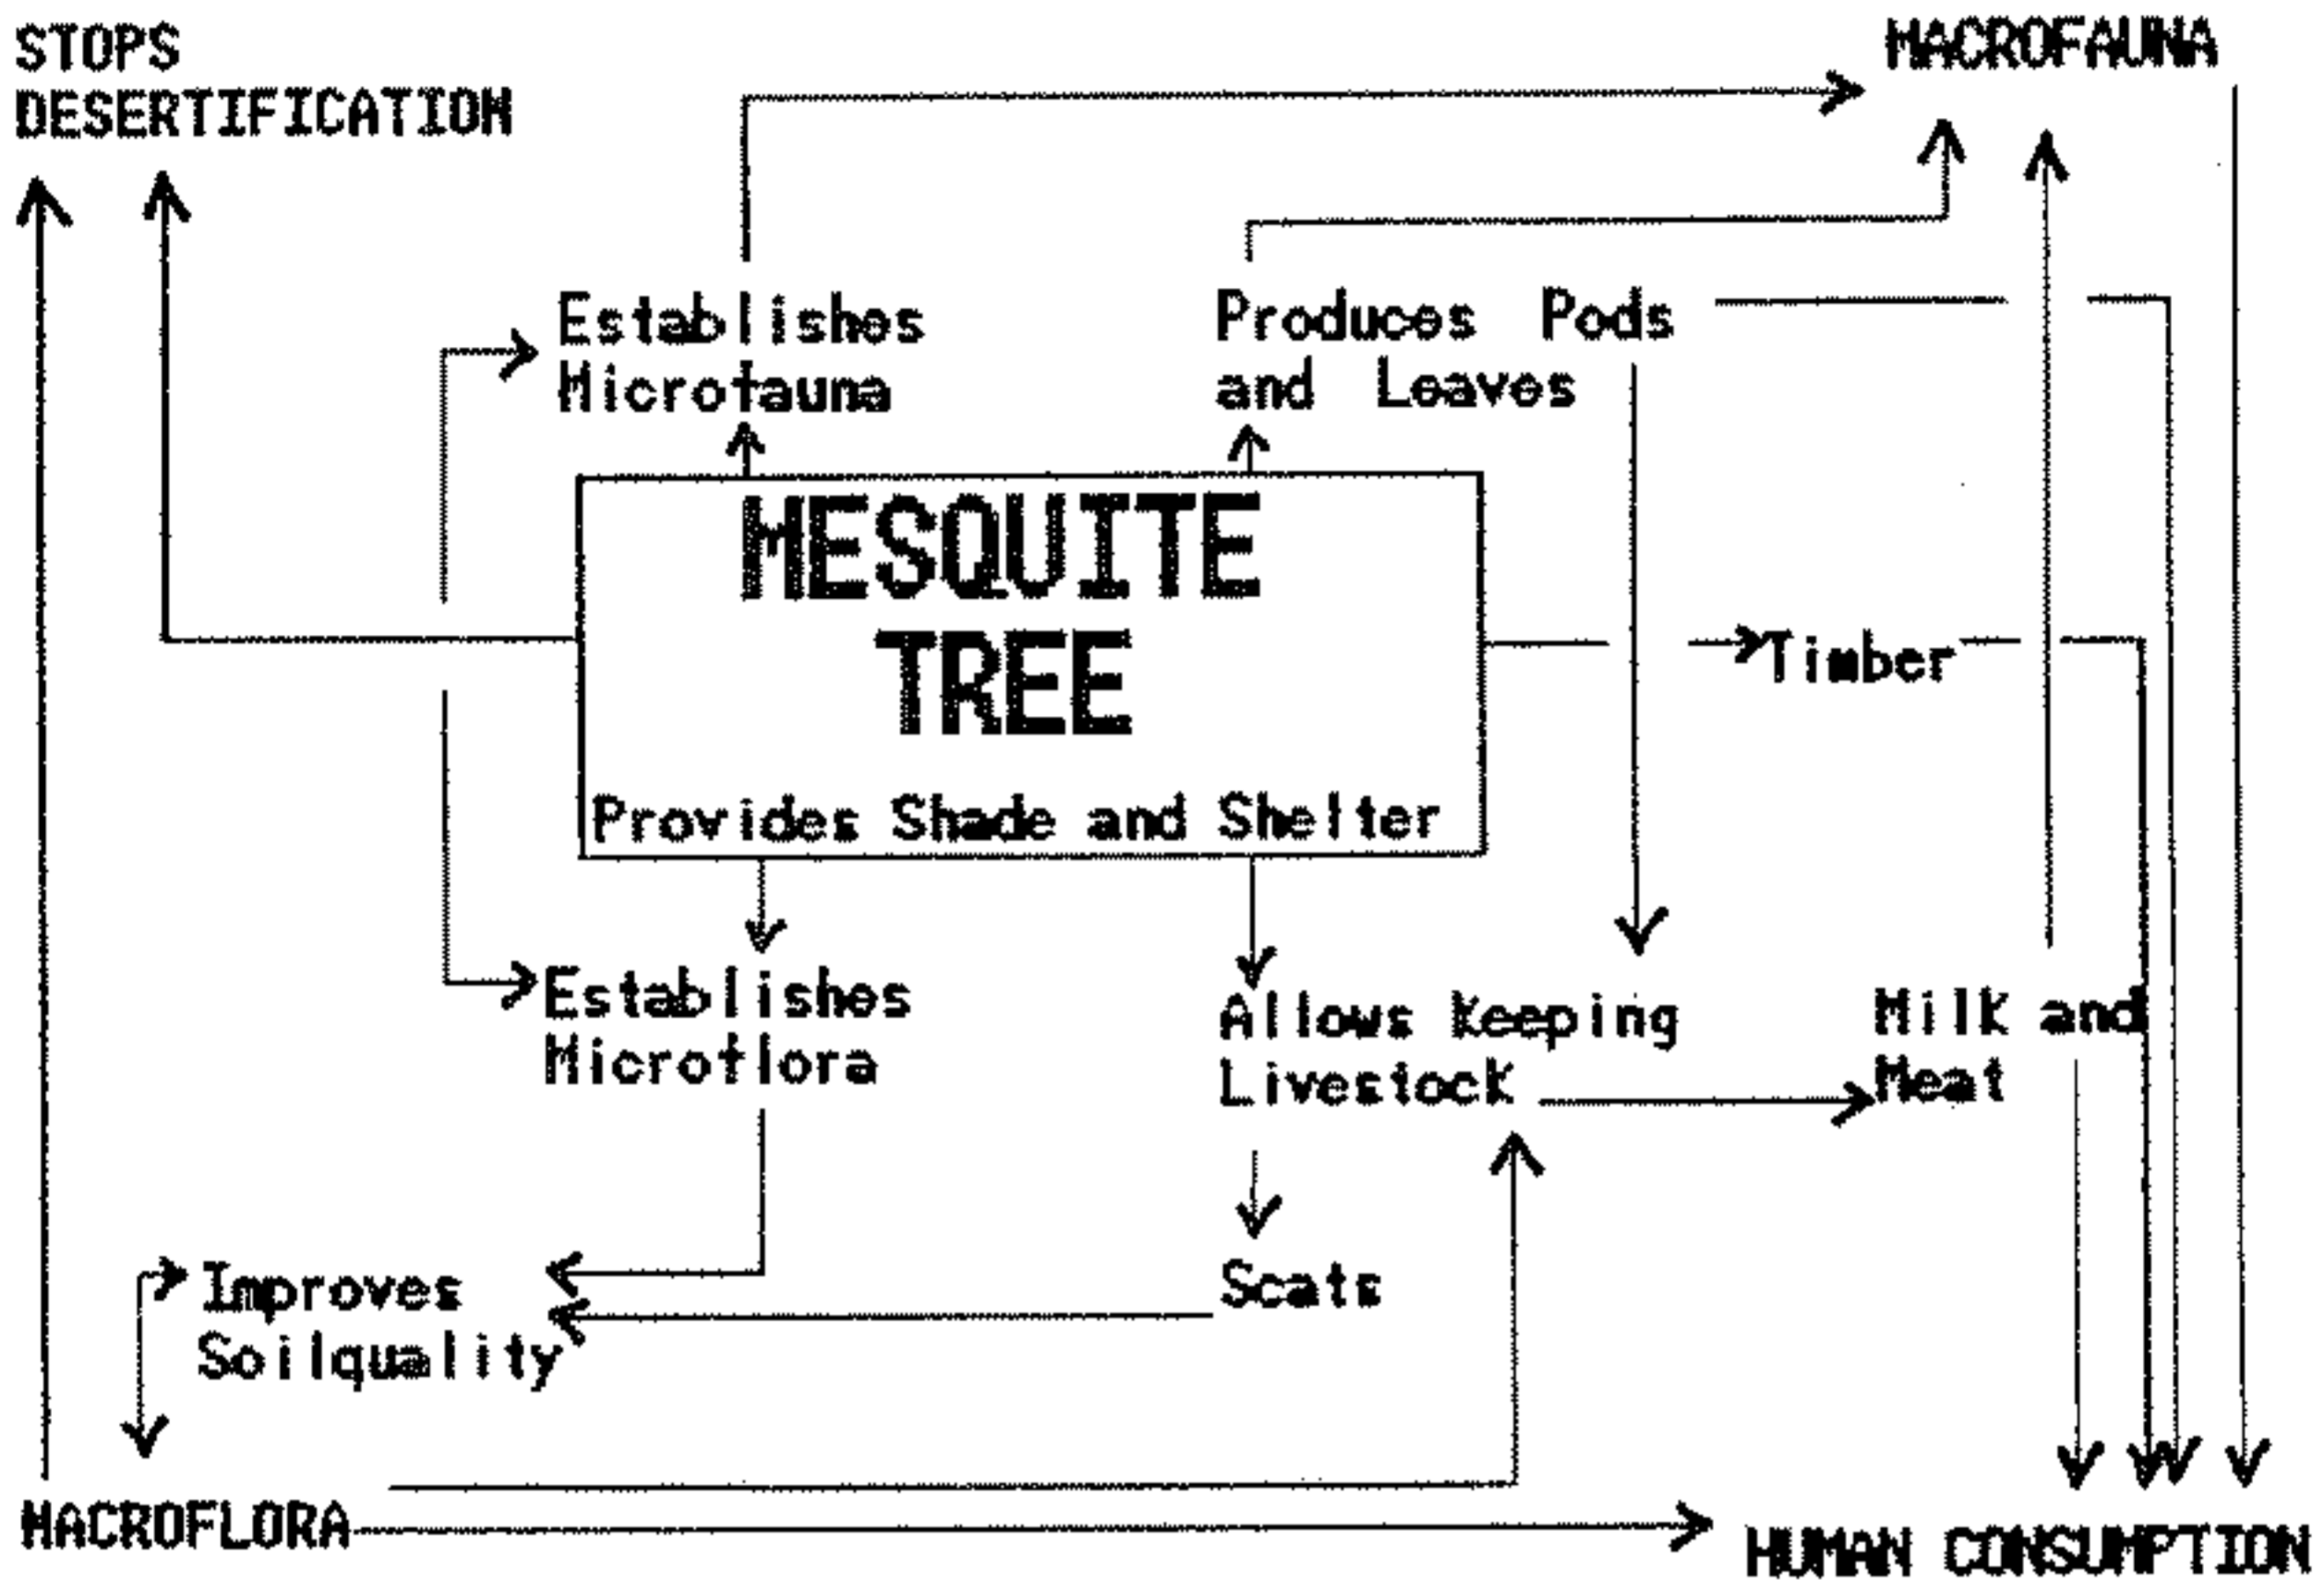 STOPS
DESERTIFICATION
MACROFAUNA
Establishes
Microfauna
Produces Pods
and Leaves
MESQUITE
TREE
Provides Shade and Shelter
Timber
Establishes
Microflora
Allows Keeping
Livestock
Milk and
Meat
Improves
Soilquality
Scats
MACROFLORA
HUMAN CONSUMPTION